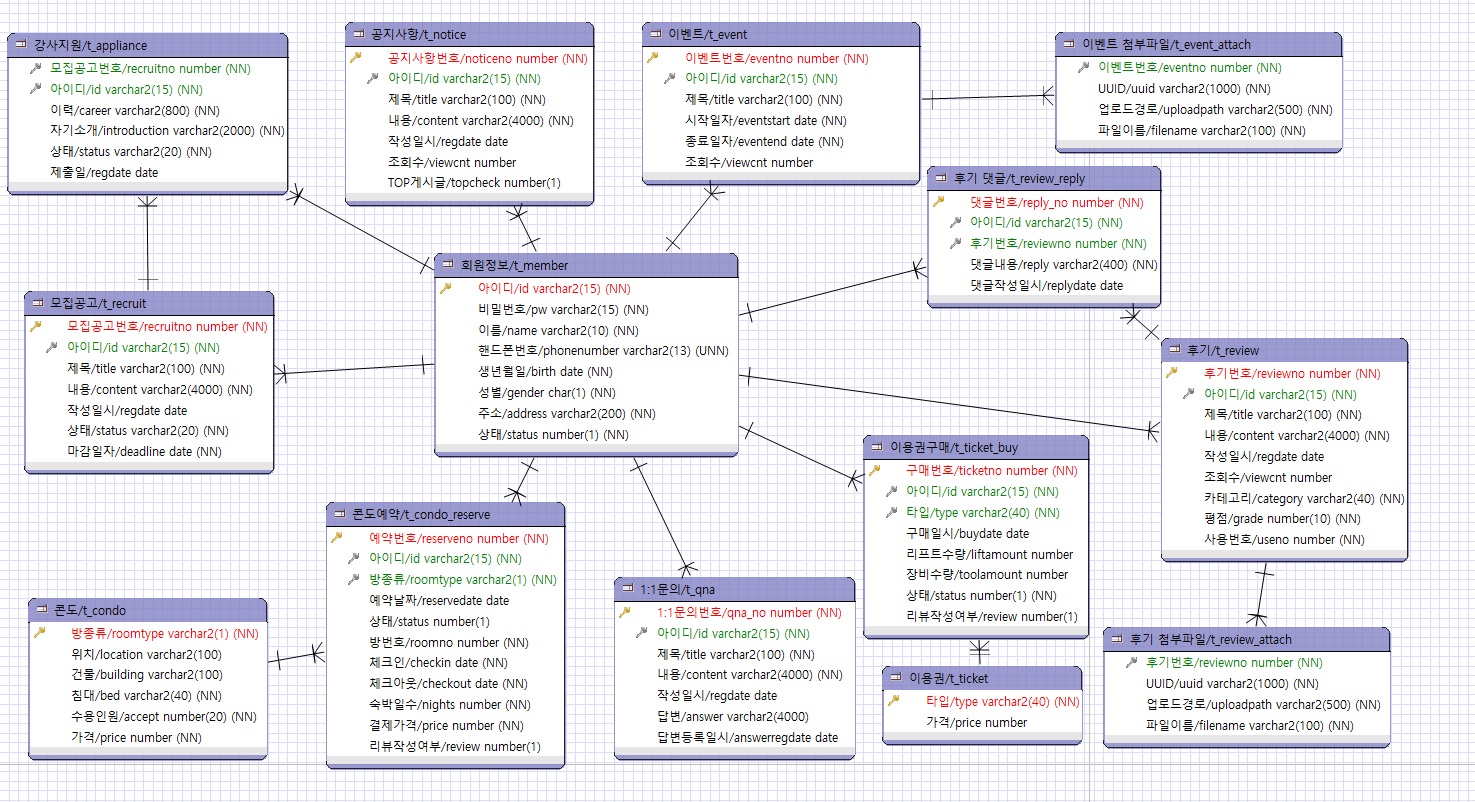 강사지원/t_appliance
모집공고번호/recruitno number (NN)
아이디/id varchar2(15) (NN)
이력/career varchar2(800) (NN)
자기소개/introduction varchar2(2000) (NN)
상태/status varchar2(20) (NN)
제출일/regdate date
공지사항/t_notice
공지사항번호/noticeno number (NN)
아이디/id varchar2(15) (NN)
제목/title varchar2(100) (NN)
내용/content varchar2(4000) (NN)
작성일시/regdate date
조회수/viewcnt number
TOP게시글/topcheck number(1)
이벤트/t_event
이벤트번호/eventno number (NN)
아이디/id varchar2(15) (NN)
제목/title varchar2(100) (NN)
시작일자/eventstart date (NN)
종료일자/eventend date (NN)
조회수/viewcnt number
이벤트 첨부파일/t_event_attach
이벤트번호/eventno number (NN)
UUID/uuid varchar2(1000) (NN)
업로드경로/uploadpath varchar2(500) (NN)
파일이름/filename varchar2(100) (NN)
후기 댓글/t_review_reply
댓글번호/reply_no number (NN)
아이디/id varchar2(15) (NN)
후기번호/reviewno number (NN)
댓글내용/reply varchar2(400) (NN)
댓글작성일시/replydate date
회원정보/t_member
아이디/id varchar2(15) (NN)
비밀번호/pw varchar2(15) (NN)
이름/name varchar2(10) (NN)
핸드폰번호/phonenumber varchar2(13) (UNN)
생년월일/birth date (NN)
성별/gender char(1) (NN)
주소/address varchar2(200) (NN)
상태/status number(1) (NN)
모집공고/t_recruit
모집공고번호/recruitno number (NN)
아이디/id varchar2(15) (NN)
제목/title varchar2(100) (NN)
내용/content varchar2(4000) (NN)
작성일시/regdate date
상태/status varchar2(20) (NN)
마감일자/deadline date (NN)
후기/t_review
후기번호/reviewno number (NN)
아이디/id varchar2(15) (NN)
제목/title varchar2(100) (NN)
내용/content varchar2(4000) (NN)
작성일시/regdate date
조회수/viewcnt number
카테고리/category varchar2(40) (NN)
평점/grade number(10) (NN)
사용번호/useno number (NN)
이용권구매/t_ticket_buy
구매번호/ticketno number (NN)
아이디/id varchar2(15) (NN)
타입/type varchar2(40) (NN)
구매일시/buydate date
리프트수량/liftamount number
장비수량/toolamount number
상태/status number(1) (NN)
리뷰작성여부/review number(1)
콘도예약/t_condo_reserve
예약번호/reserveno number (NN)
아이디/id varchar2(15) (NN)
방종류/roomtype varchar2(1) (NN)
예약날짜/reservedate date
상태/status number(1)
방번호/roomno number (NN)
체크인/checkin date (NN)
체크아웃/checkout date (NN)
숙박일수/nights number (NN)
결제가격/price number (NN)
리뷰작성여부/review number(1)
1:1문의/t_qna
1:1문의번호/qna_no number (NN)
아이디/id varchar2(15) (NN)
제목/title varchar2(100) (NN)
내용/content varchar2(4000) (NN)
작성일시/regdate date
답변/answer varchar2(4000)
답변등록일시/answerregdate date
콘도/t_condo
방종류/roomtype varchar2(1) (NN)
위치/location varchar2(100)
건물/building varchar2(100)
침대/bed varchar2(40) (NN)
수용인원/accept number(20) (NN)
가격/price number (NN)
이용권/t_ticket
타입/type varchar2(40) (NN)
가격/price number
후기 첨부파일/t_review_attach
후기번호/reviewno number (NN)
UUID/uuid varchar2(1000) (NN)
업로드경로/uploadpath varchar2(500) (NN)
파일이름/filename varchar2(100) (NN)